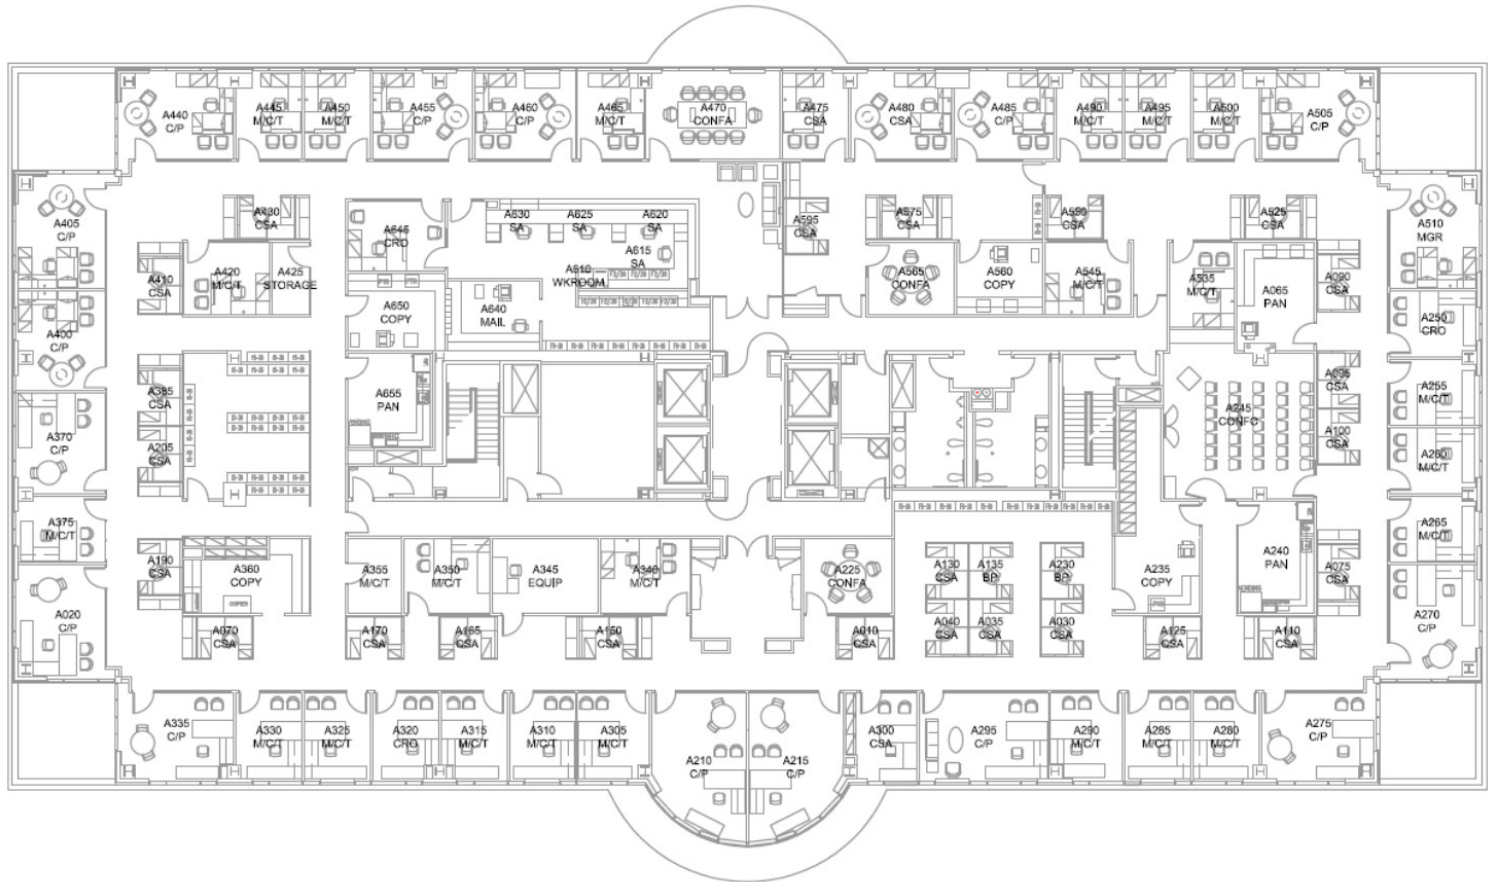 A440
C/P
A445
M/C/T
A450
M/C/T
A455
C/P
A460
C/P
A465
M/C/T
A470
CONFA
A475
CSA
A480
CSA
A485
C/P
A490
M/C/T
A495
M/C/T
A500
M/C/T
A505
C/P
A405
C/P
A430
CSA
A645
CRO
A630
SA
A625
SA
A620
SA
A615
SA
A595
CSA
A575
CSA
A550
CSA
A525
CSA
A510
MGR
A410
CSA
A420
M/C/T
A425
STORAGE
A610
WKROOM
A565
CONFA
A560
COPY
A545
M/C/T
A535
M/C/T
A065
PAN
A090
CSA
A650
COPY
A640
MAIL
A250
CRO
A400
C/P
A385
CSA
A655
PAN
A095
CSA
A255
M/C/T
A245
CONFC
A370
C/P
A205
CSA
A100
CSA
A260
M/C/T
A375
M/C/T
A265
M/C/T
A190
CSA
A360
COPY
A355
M/C/T
A350
M/C/T
A345
EQUIP
A340
M/C/T
A225
CONFA
A130
CSA
A135
BP
A230
BP
A235
COPY
A240
PAN
A075
CSA
A020
C/P
A070
CSA
A170
CSA
A165
CSA
A150
CSA
A010
CSA
A040
CSA
A035
CSA
A030
CSA
A125
CSA
A110
CSA
A270
C/P
A335
C/P
A330
M/C/T
A325
M/C/T
A320
CRO
A315
M/C/T
A310
M/C/T
A305
M/C/T
A210
C/P
A215
C/P
A300
CSA
A295
C/P
A290
M/C/T
A285
M/C/T
A280
M/C/T
A275
C/P